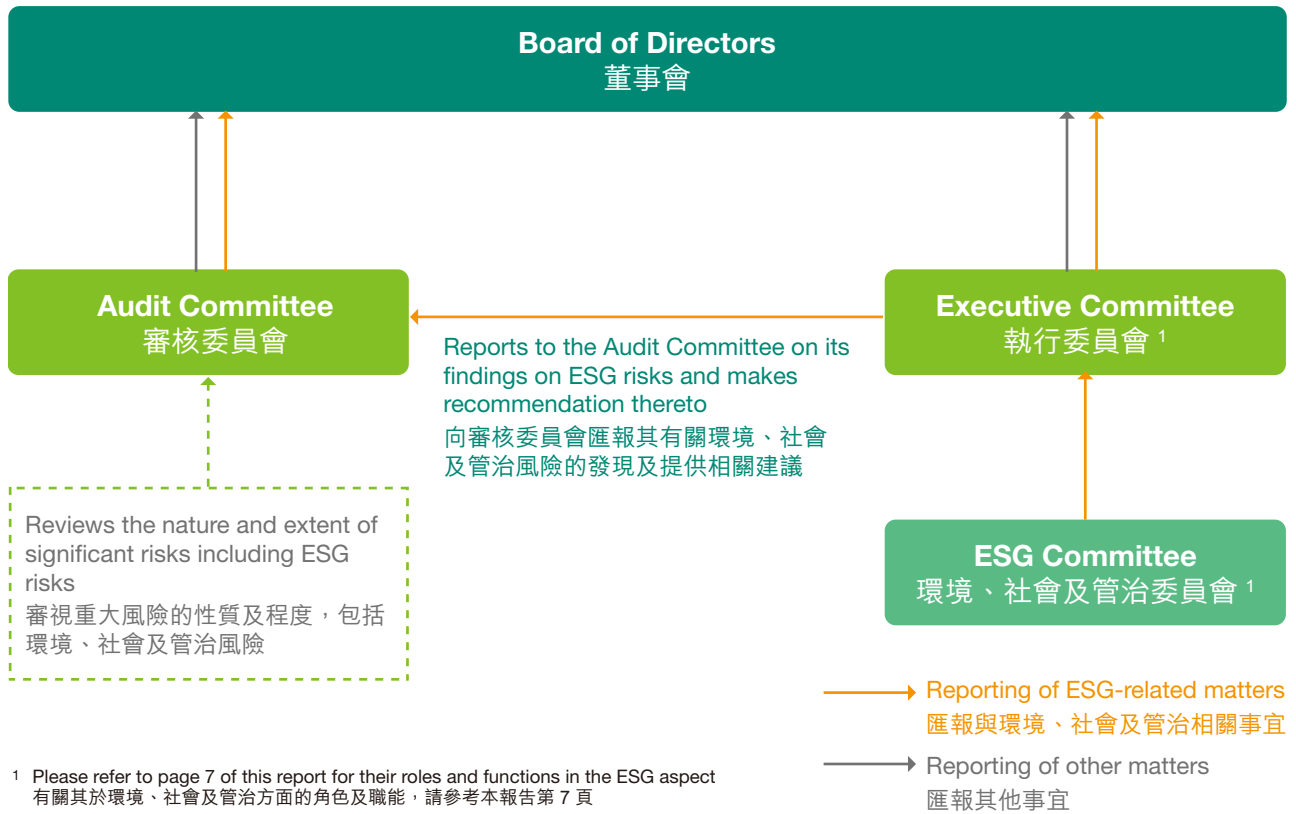 Board of Directors
董事會
Audit Committee
審核委員會
Executive Committee
執行委員會 1
Reports to the Audit Committee on its
findings on ESG risks and makes
recommendation thereto
向審核委員會匯報其有關環境、社會
及管治風險的發現及提供相關建議
Reviews the nature and extent of
significant risks including ESG
risks
審視重大風險的性質及程度，包括
環境、社會及管治風險
ESG Committee
環境、社會及管治委員會 1
Reporting of ESG-related matters
匯報與環境、社會及管治相關事宜
Reporting of other matters
匯報其他事宜
1 Please refer to page 7 of this report for their roles and functions in the ESG aspect
有關其於環境、社會及管治方面的角色及職能，請參考本報告第 7 頁